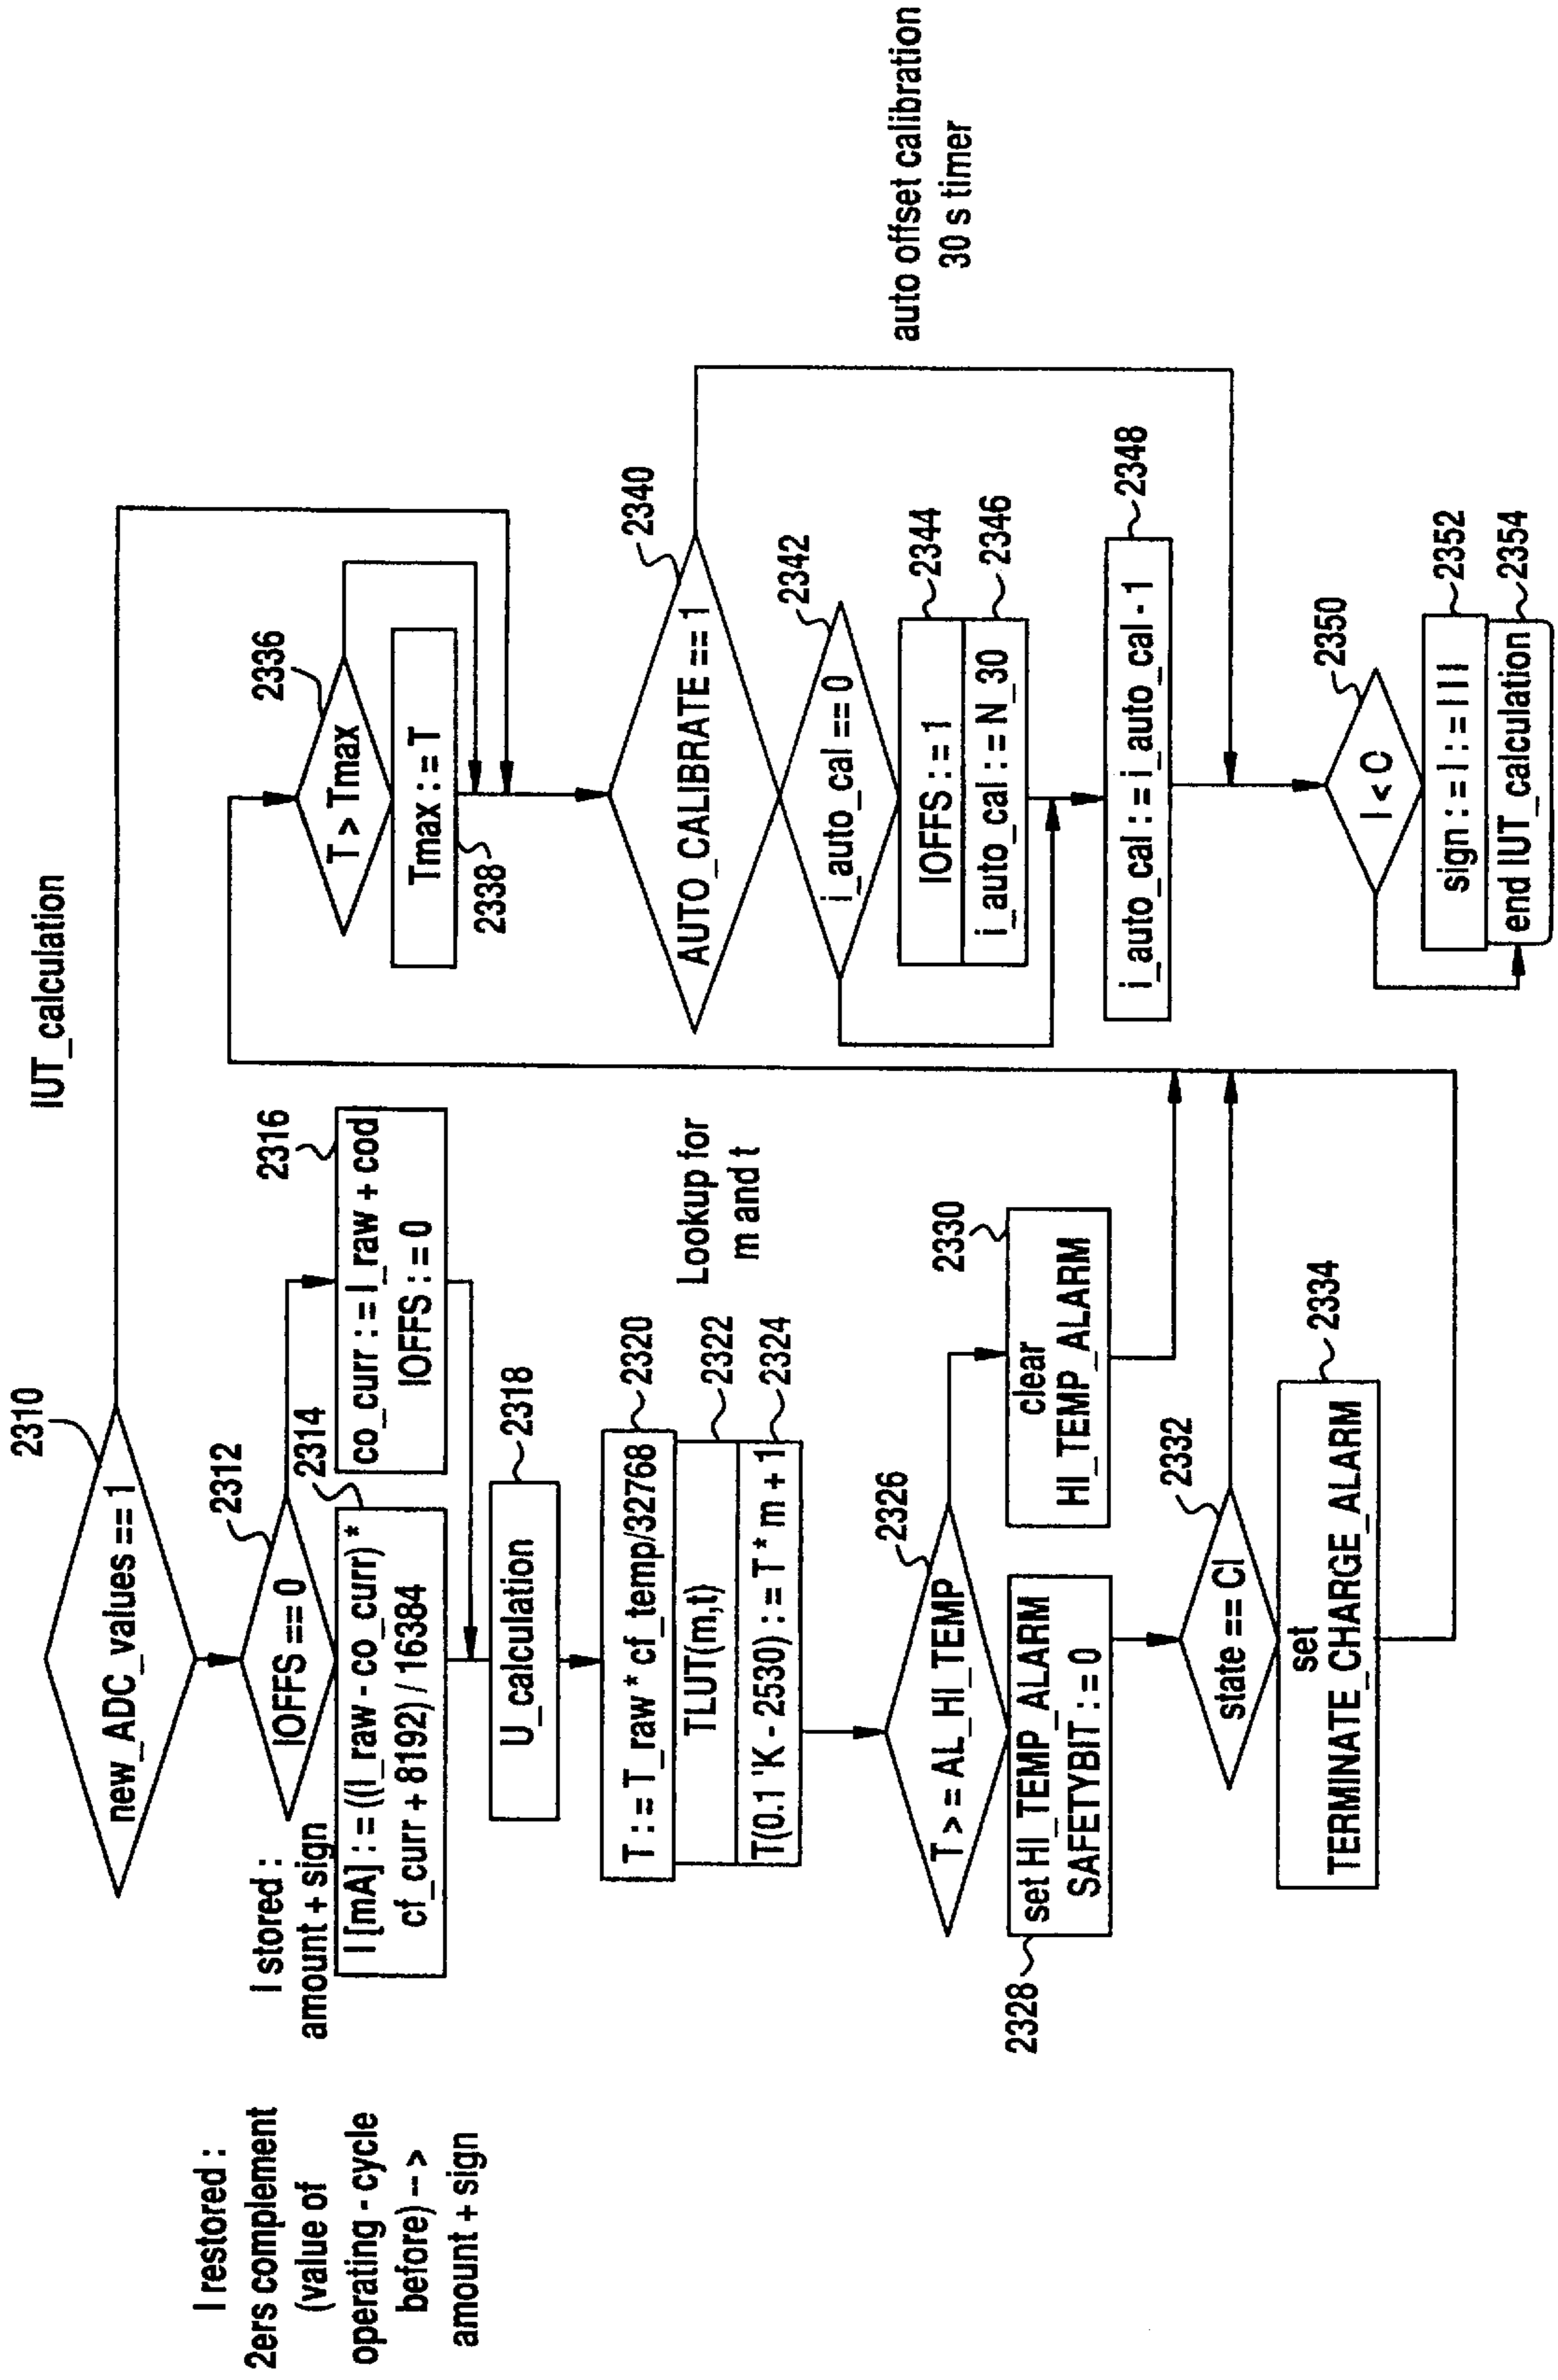 IUT_calculation
2310
new_ADC_values == 1
2312
IOFFS == 0
I stored :
amount + sign
2314
I [mA] : = ((I_raw - co_curr) *
cf_curr + 8192) / 16384
2316
co_curr : = I_raw + cod
IOFFS : = 0
I restored :
2ers complement
(value of
operating - cycle
before) -- >
amount + sign
2318
U_calculation
2320
T : = T_raw * cf_temp/32768
2322
TLUT(m,t)
2324
T(0.1 'K - 2530) : = T * m + 1
Lookup for
m and t
2326
T > = AL_HI_TEMP
2328
set HI_TEMP_ALARM
SAFETYBIT : = 0
2330
clear
HI_TEMP_ALARM
2332
state == CI
2334
set
TERMINATE_CHARGE_ALARM
2336
T > Tmax
Tmax : = T
2338
2340
AUTO_CALIBRATE == 1
2342
i_auto_cal == 0
2344
IOFFS : = 1
2346
i_auto_cal : = N_30
auto offset calibration
30 s timer
2348
i_auto_cal : = i_auto_cal - 1
2350
I < O
2352
sign : = I : = I I I
2354
end IUT_calculation